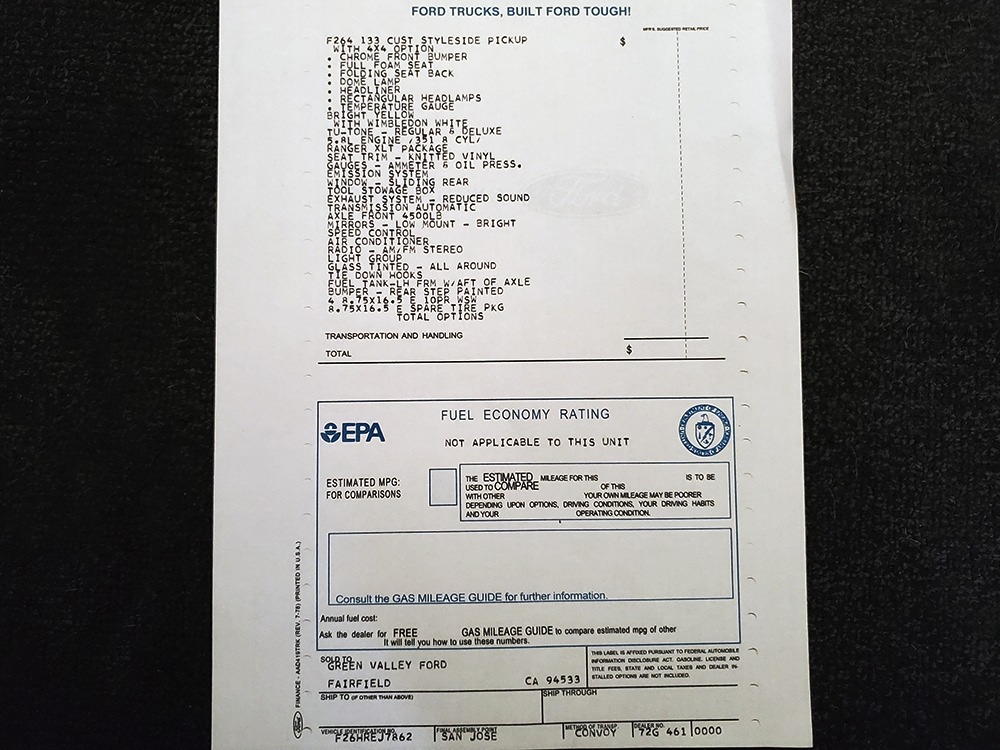 FORD TRUCKS, BUILT FORD TOUGH!
MFR'S. SUGGESTED RETAIL PRICE
F264 133 CUST STYLESIDE PICKUP $
WITH 4X4 OPTION
• CHROME FRONT BUMPER
• FULL FOAM SEAT
• FOLDING SEAT BACK
• DOME LAMP
• HEADLINER
• RECTANGULAR HEADLAMPS
• TEMPERATURE GAUGE
BRIGHT YELLOW
WITH WIMBLEDON WHITE
TU-TONE - REGULAR & DELUXE
5.8L ENGINE /351 8 CYL/
RANGER XLT PACKAGE
SEAT TRIM - KNITTED VINYL
GAUGES - AMMETER & OIL PRESS.
EMISSION SYSTEM
WINDOW - SLIDING REAR
TOOL STOWAGE BOX
EXHAUST SYSTEM - REDUCED SOUND
TRANSMISSION AUTOMATIC
AXLE FRONT 4500LB
MIRRORS - LOW MOUNT - BRIGHT
SPEED CONTROL
AIR CONDITIONER
RADIO - AM/FM STEREO
LIGHT GROUP
GLASS TINTED - ALL AROUND
TIE DOWN HOOKS
FUEL TANK-LH FRM W/AFT OF AXLE
BUMPER - REAR STEP PAINTED
4 8.75X16.5 E 10PR WSW
8.75X16.5 E SPARE TIRE PKG
TOTAL OPTIONS
Ford
TRANSPORTATION AND HANDLING
TOTAL $
EPA
FUEL ECONOMY RATING
NOT APPLICABLE TO THIS UNIT
ESTIMATED MPG:
FOR COMPARISONS
THE ESTIMATED MILEAGE FOR THIS IS TO BE
USED TO COMPARE OF THIS
WITH OTHER YOUR OWN MILEAGE MAY BE POORER
DEPENDING UPON OPTIONS, DRIVING CONDITIONS, YOUR DRIVING HABITS
AND YOUR OPERATING CONDITION.
Consult the GAS MILEAGE GUIDE for further information.
Annual fuel cost:
Ask the dealer for FREE GAS MILEAGE GUIDE to compare estimated mpg of other
It will tell you how to use these numbers.
FINANCE - AND419TRK (REV. 7-78) (PRINTED IN U.S.A.)
SOLD TO
GREEN VALLEY FORD
FAIRFIELD CA 94533
THIS LABEL IS AFFIXED PURSUANT TO FEDERAL AUTOMOBILE
INFORMATION DISCLOSURE ACT. GASOLINE, LICENSE AND
TITLE FEES, STATE AND LOCAL TAXES AND DEALER IN-
STALLED OPTIONS ARE NOT INCLUDED.
SHIP TO (IF OTHER THAN ABOVE)
SHIP THROUGH
VEHICLE IDENTIFICATION NO.
F26HREJ7862
FINAL ASSEMBLY POINT
SAN JOSE
METHOD OF TRANSP.
CONVOY
DEALER NO.
72G 461 0000